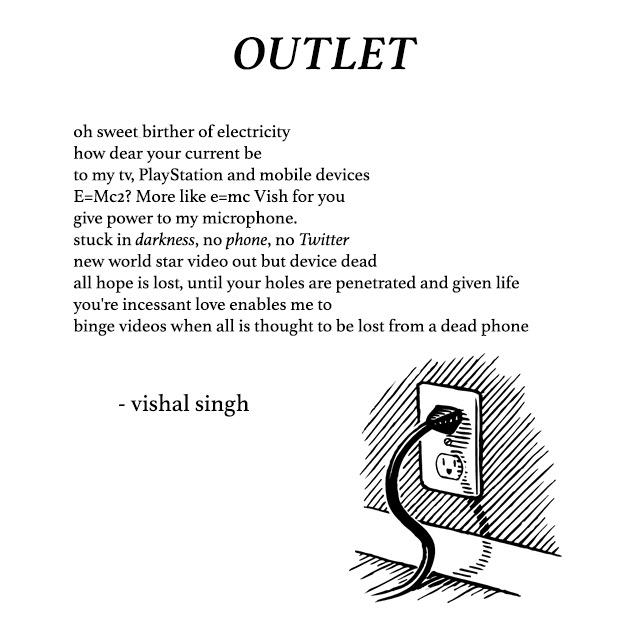 OUTLET
oh sweet birther of electricity
how dear your current be
to my tv, PlayStation and mobile devices
E=Mc2? More like e=mc Vish for you
give power to my microphone.
stuck in darkness, no phone, no Twitter
new world star video out but device dead
all hope is lost, until your holes are penetrated and given life
you're incessant love enables me to
binge videos when all is thought to be lost from a dead phone
- vishal singh